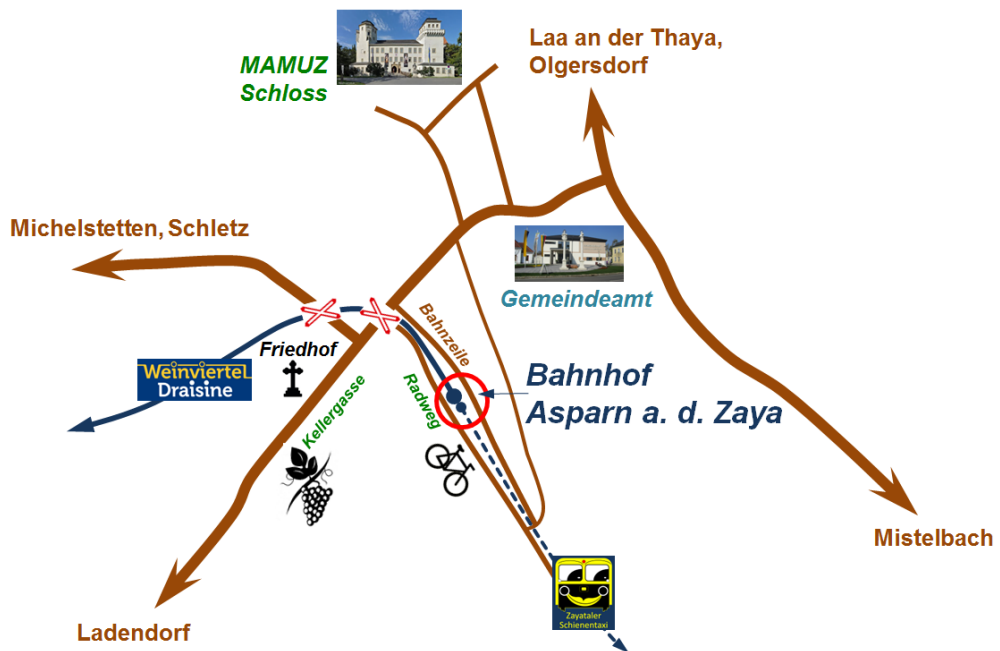 Laa an der Thaya,
Olgersdorf
MAMUZ
Schloss
Michelstetten, Schletz
Gemeindeamt
Bahnzeile
Friedhof
Weinviertel
Draisine
Kellergasse
Radweg
Bahnhof
Asparn a. d. Zaya
Mistelbach
Zayataler
Schienentaxi
Ladendorf